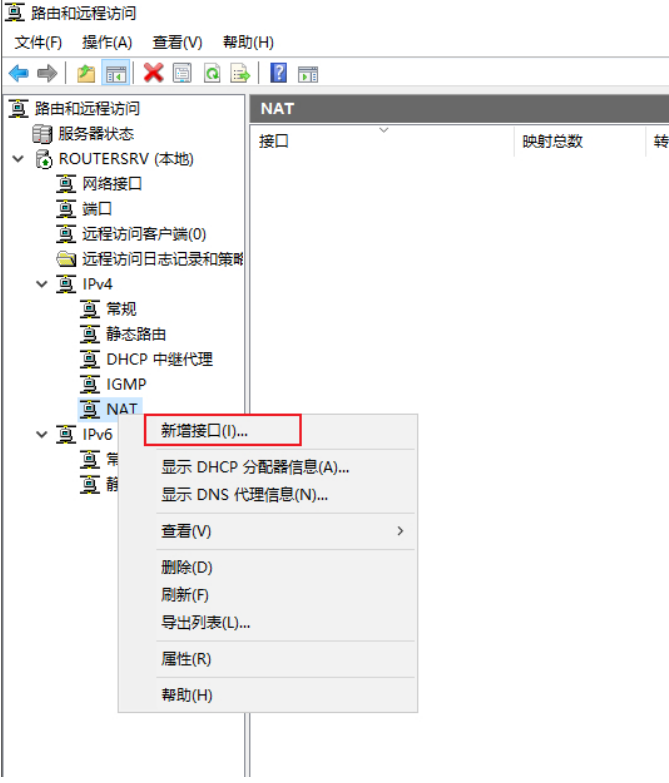 路由和远程访问
文件(F) 操作(A) 查看(V) 帮助(H)
路由和远程访问
服务器状态
ROUTERSRV (本地)
网络接口
端口
远程访问客户端(0)
远程访问日志记录和策略
IPv4
常规
静态路由
DHCP 中继代理
IGMP
NAT
IPv6
常
静
NAT
接口 映射总数 转
新增接口(I)...
显示 DHCP 分配器信息(A)...
显示 DNS 代理信息(N)...
查看(V)
删除(D)
刷新(F)
导出列表(L)...
属性(R)
帮助(H)